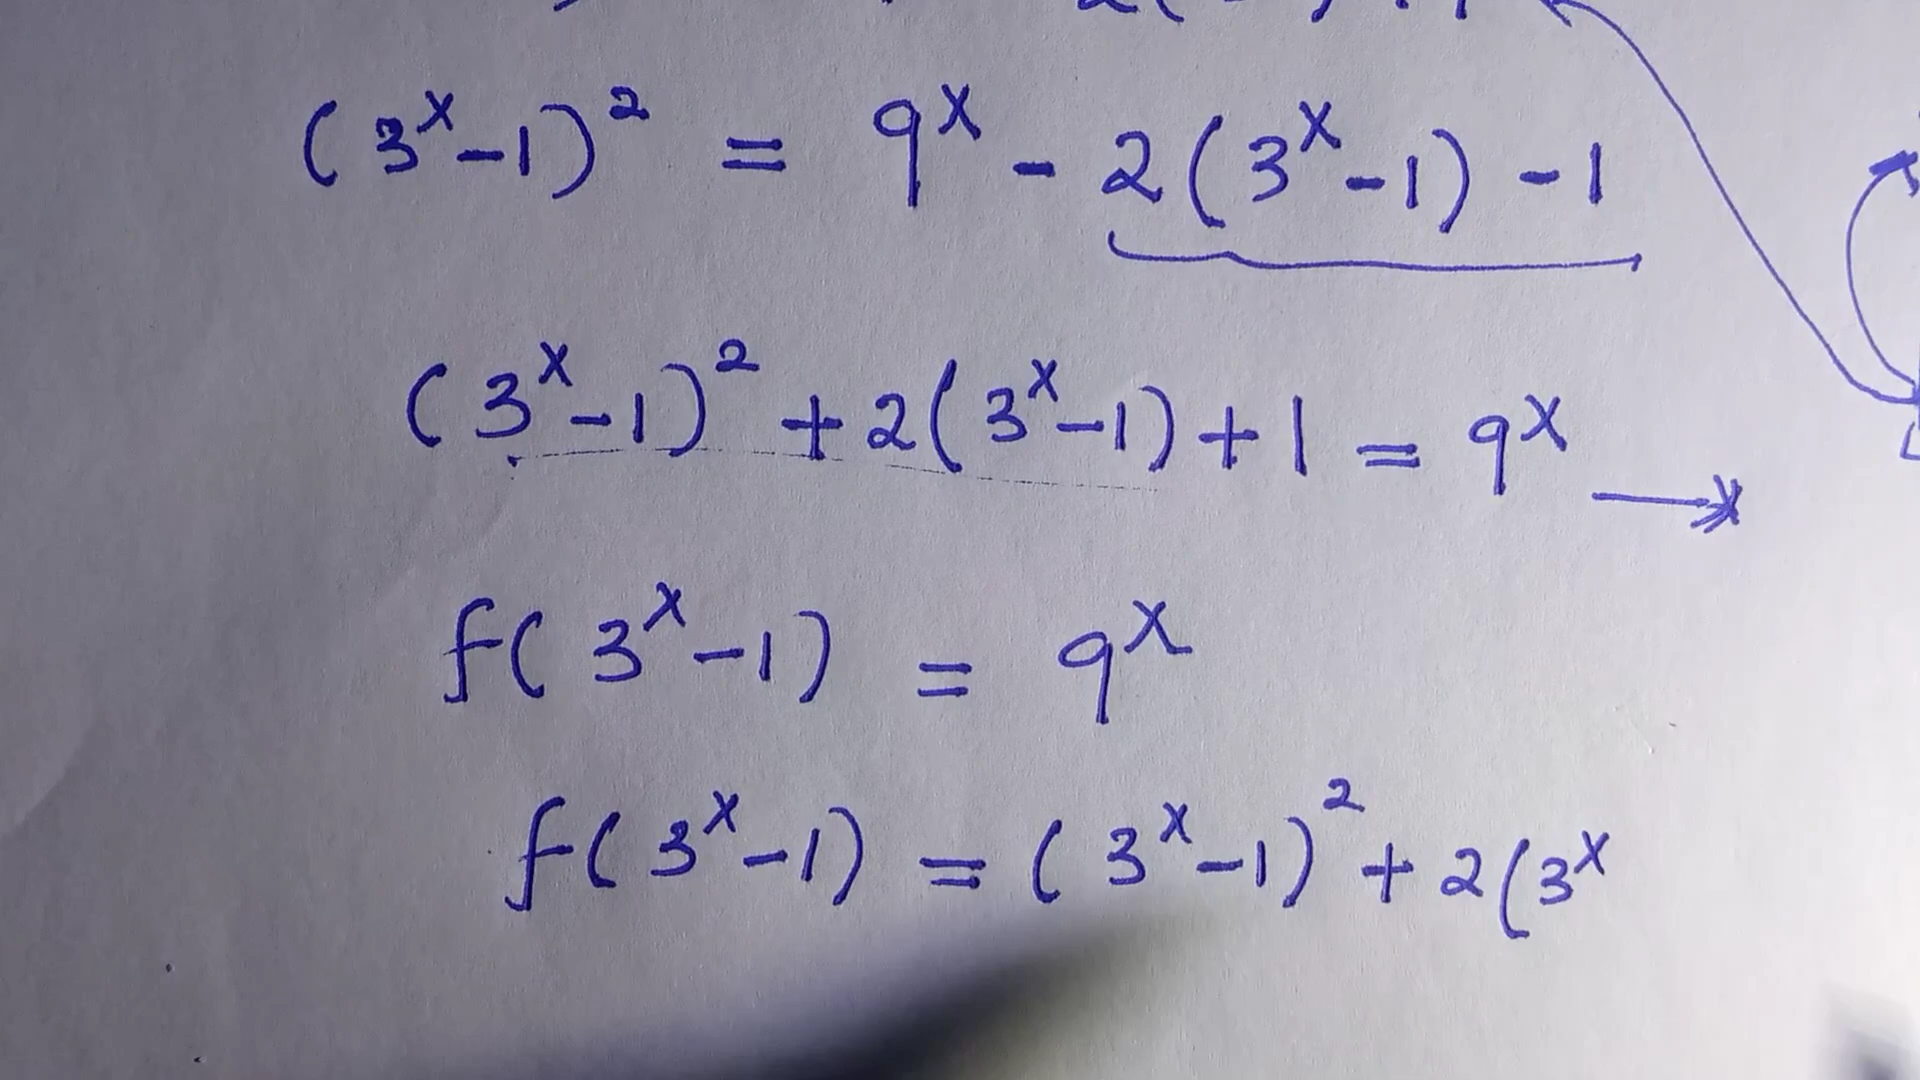 (3^x-1)^2 = 9^x - 2(3^x-1) -1
(3^x-1)^2 + 2(3^x-1) + 1 = 9^x →
f(3^x-1) = 9^x
f(3^x-1) = (3^x-1)^2 + 2(3^x